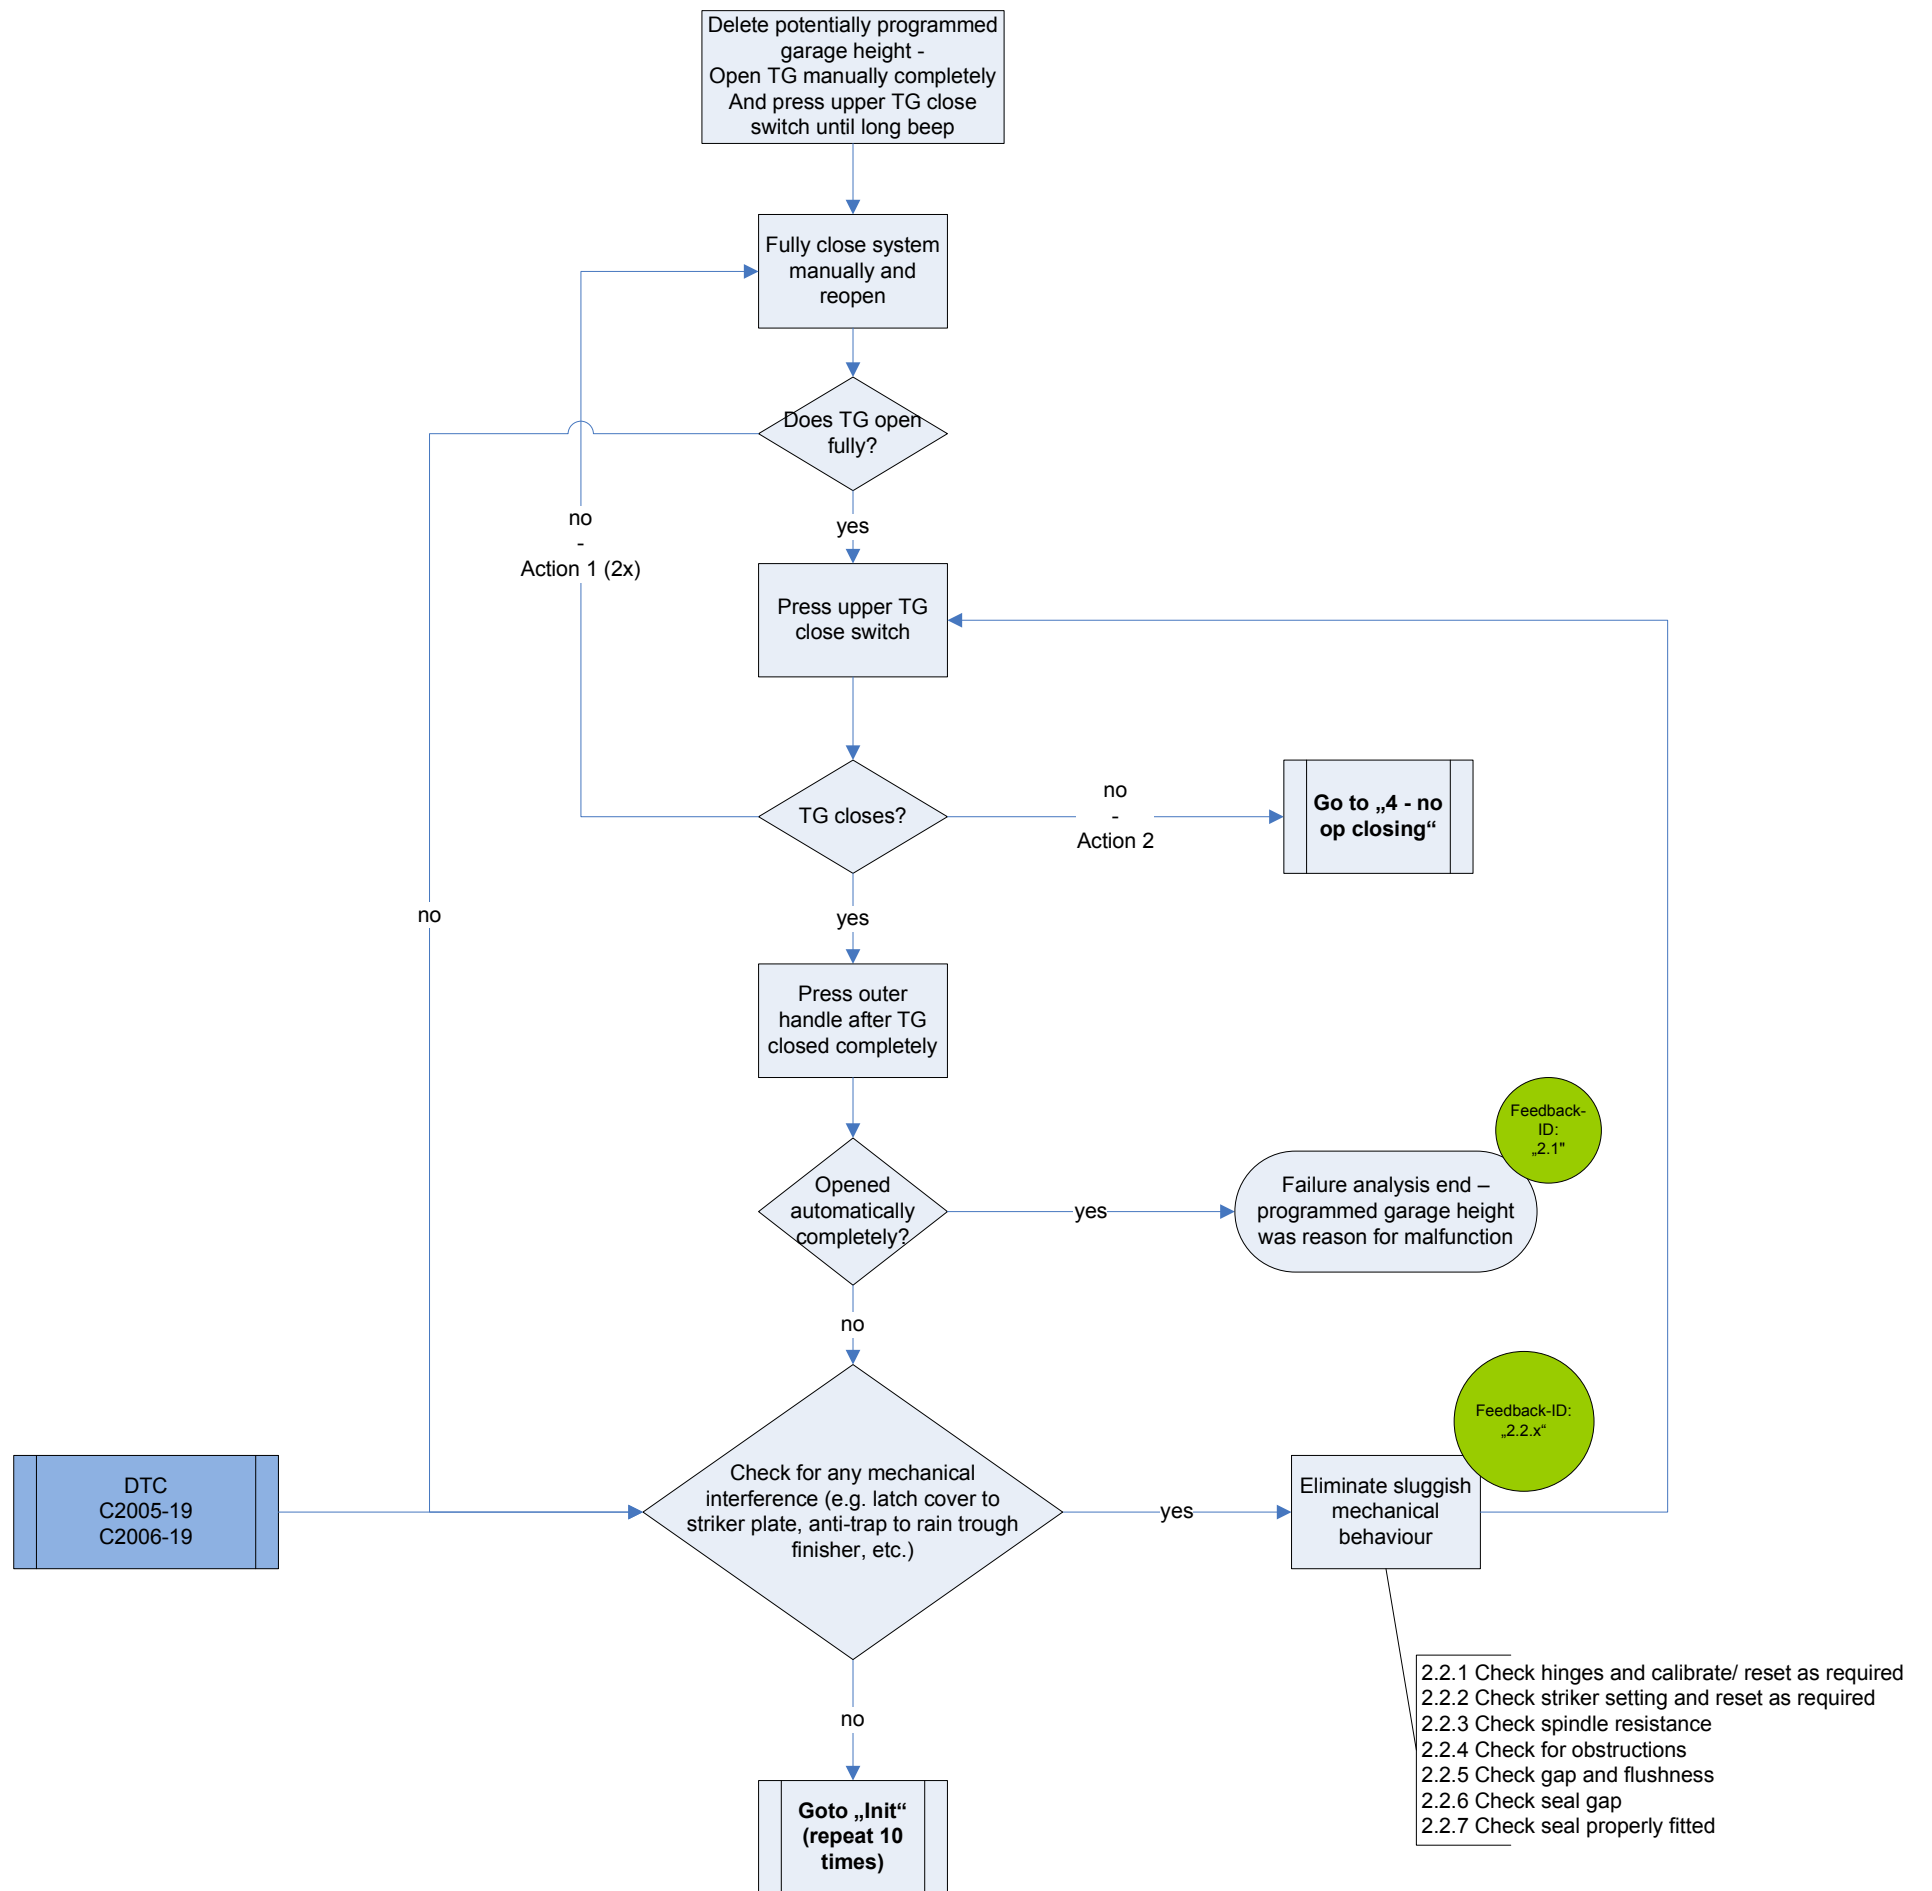 Delete potentially programmed
garage height -
Open TG manually completely
And press upper TG close
switch until long beep
Fully close system
manually and
reopen
Does TG open
fully?
no
-
Action 1 (2x)
yes
Press upper TG
close switch
TG closes?
no
-
Action 2
Go to „4 - no
op closing“
no
yes
Press outer
handle after TG
closed completely
Feedback-
ID:
„2.1"
Opened
automatically
completely?
yes
Failure analysis end –
programmed garage height
was reason for malfunction
no
Feedback-ID:
„2.2.x“
DTC
C2005-19
C2006-19
Check for any mechanical
interference (e.g. latch cover to
striker plate, anti-trap to rain trough
finisher, etc.)
yes
Eliminate sluggish
mechanical
behaviour
2.2.1 Check hinges and calibrate/ reset as required
2.2.2 Check striker setting and reset as required
2.2.3 Check spindle resistance
2.2.4 Check for obstructions
2.2.5 Check gap and flushness
2.2.6 Check seal gap
2.2.7 Check seal properly fitted
no
Goto „Init“
(repeat 10
times)